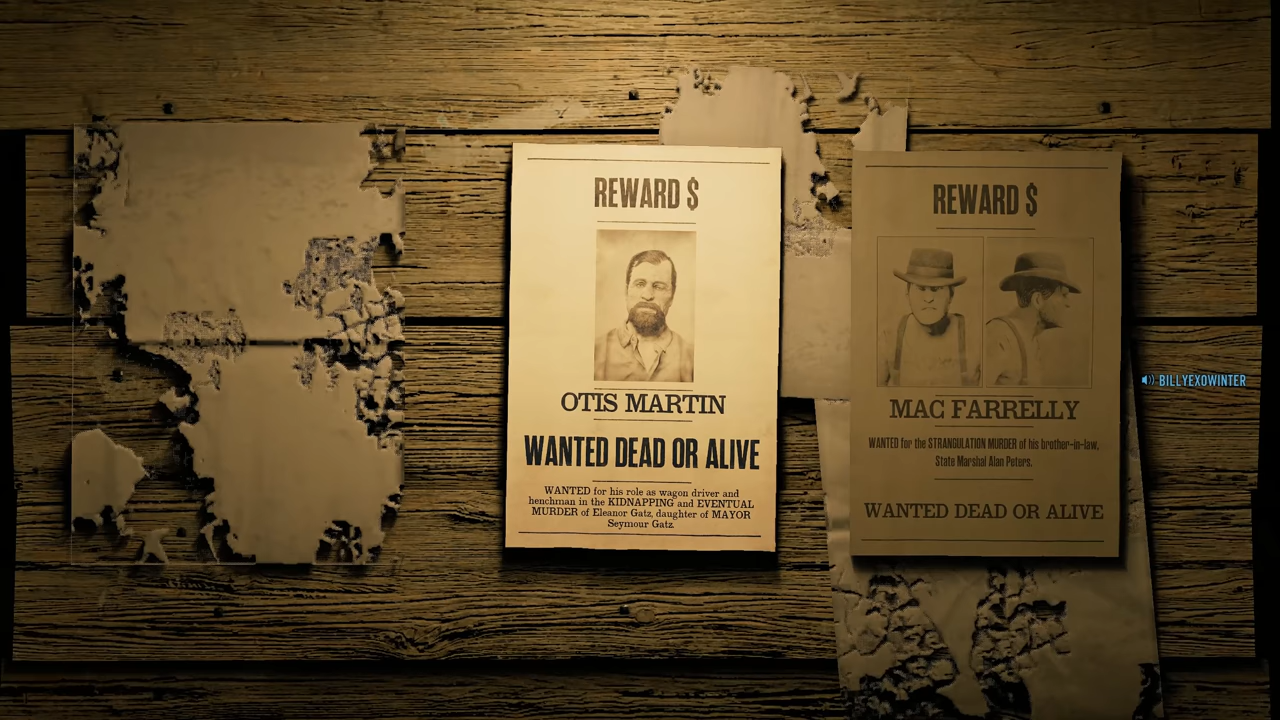 REWARD $
OTIS MARTIN
WANTED DEAD OR ALIVE
WANTED for his role as wagon driver and
henchman in the KIDNAPPING and EVENTUAL
MURDER of Eleanor Gatz, daughter of MAYOR
Seymour Gatz.
REWARD $
MAC FARRELLY
WANTED for the STRANGULATION MURDER of his brother-in-law,
State Marshal Alan Peters.
WANTED DEAD OR ALIVE
BILLYEXOWINTER